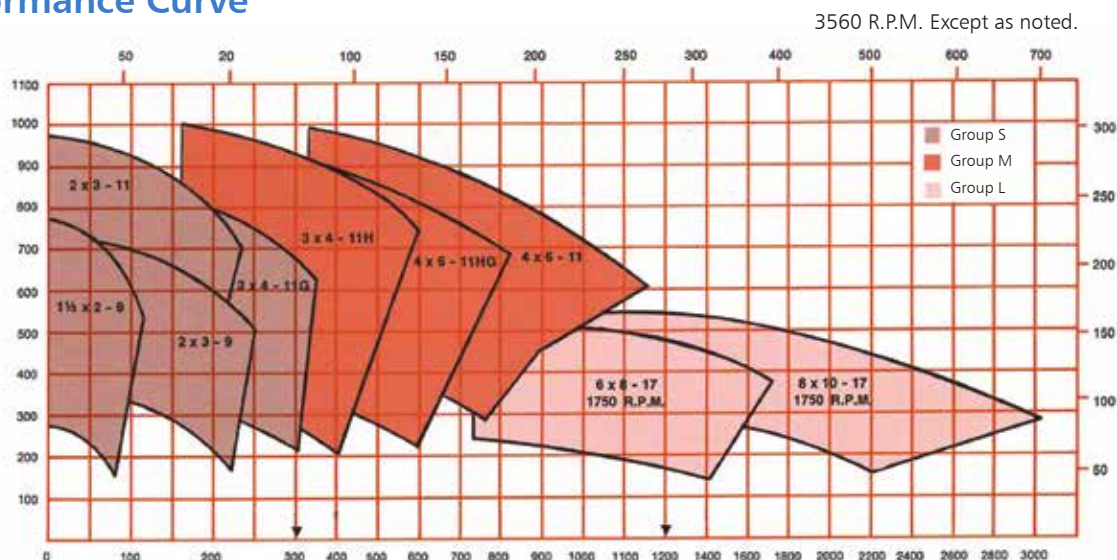 ormance Curve
3560 R.P.M. Except as noted.
50 20 100 150 200 250 300 400 500 600 700
1100
1000 300
Group S
Group M
900
Group L
2 x 3 - 11
800 250
700
3 x 4 - 11H
4 x 6 - 11HG 4 x 6 - 11
200
600
3 x 4 - 11G
1½ x 2 - 9
500 150
2 x 3 - 9
400
6 x 8 - 17 8 x 10 - 17
1750 R.P.M. 1750 R.P.M.
100
300
200 50
100
0 100 200 300 400 500 600 700 800 900 1000 1100 1200 1400 1600 1800 2000 2200 2400 2600 2800 3000